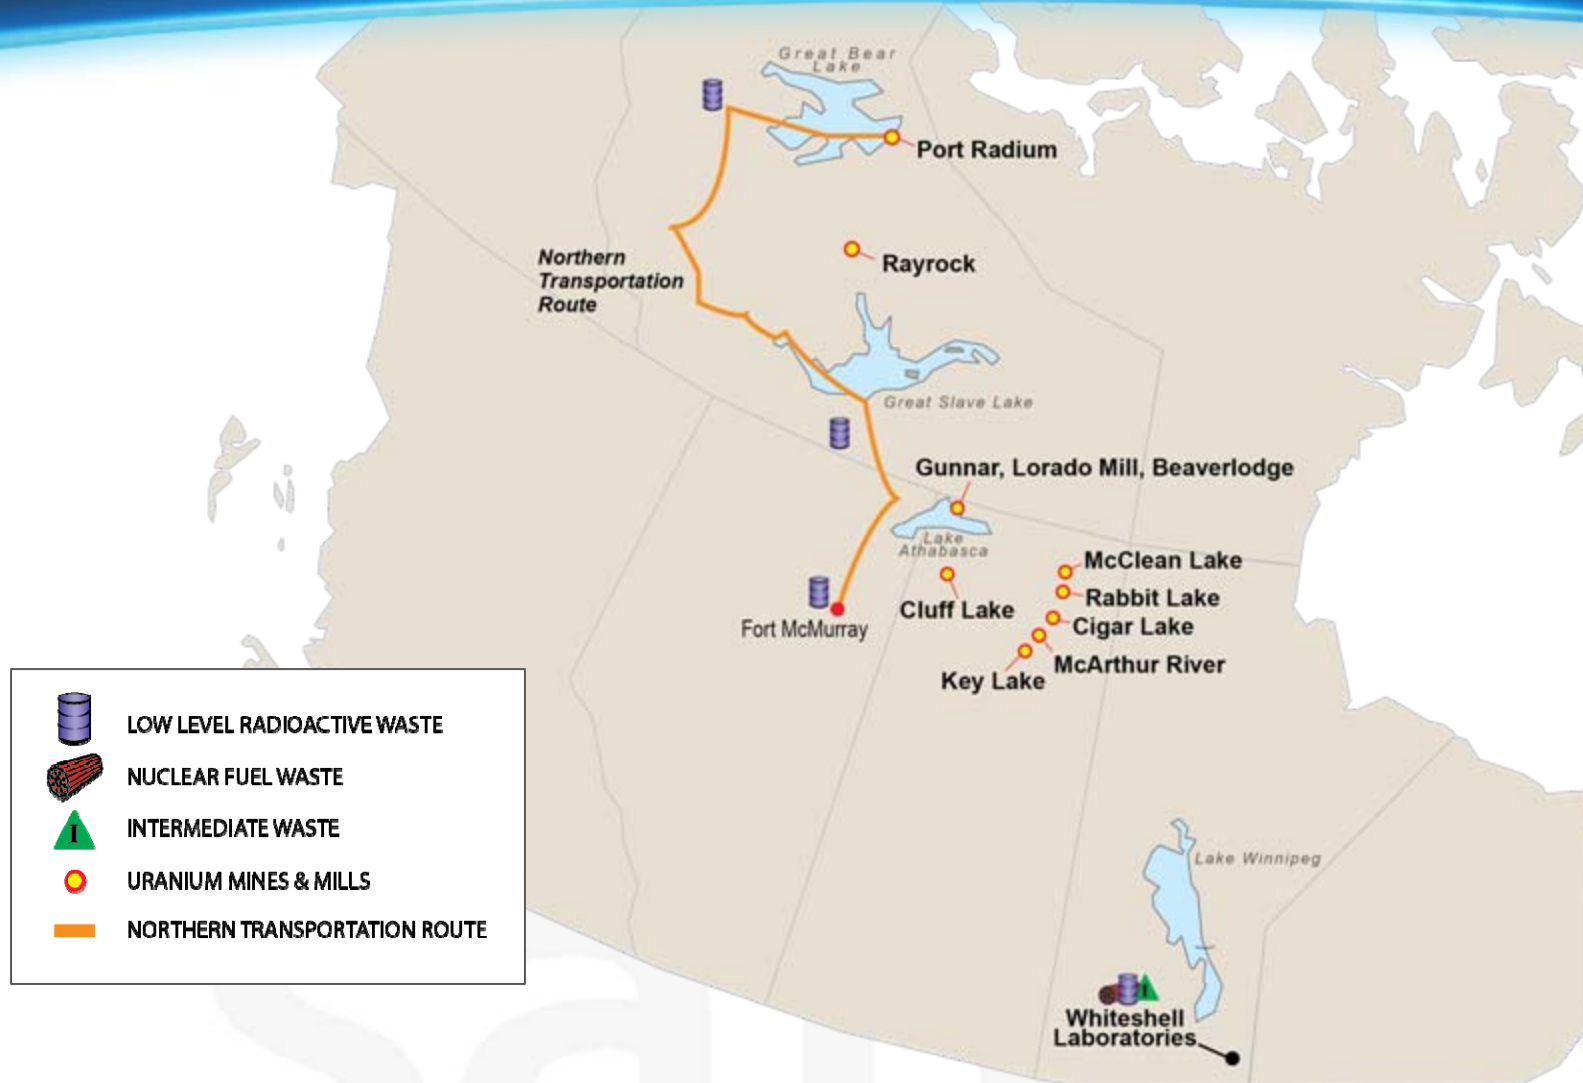 Great Bear
Lake
Port Radium
Rayrock
Northern
Transportation
Route
Great Slave Lake
Gunnar, Lorado Mill, Beaverlodge
Lake
Athabasca
McClean Lake
Rabbit Lake
Cluff Lake
Cigar Lake
Fort McMurray
McArthur River
Key Lake
LOW LEVEL RADIOACTIVE WASTE
NUCLEAR FUEL WASTE
I
INTERMEDIATE WASTE
URANIUM MINES & MILLS
NORTHERN TRANSPORTATION ROUTE
Lake Winnipeg
I
Whiteshell
Laboratories